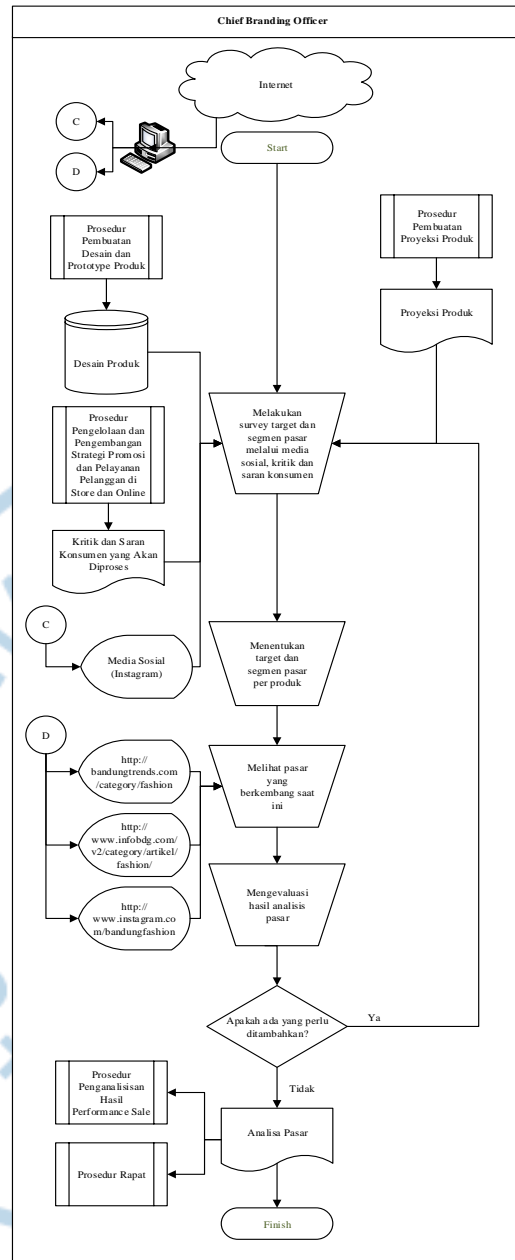 Chief Branding Officer
Internet
C
D
Start
Prosedur
Pembuatan
Desain dan
Prototype Produk
Prosedur
Pembuatan
Proyeksi Produk
Proyeksi Produk
Desain Produk
Prosedur
Pengelolaan dan
Pengembangan
Strategi Promosi
dan Pelayanan
Pelanggan di
Store dan Online
Melakukan
survey target dan
segmen pasar
melalui media
sosial, kritik dan
saran konsumen
Kritik dan Saran
Konsumen yang Akan
Diproses
C
Media Sosial
(Instagram)
Menentukan
target dan
segmen pasar
per produk
D
http://
bandungtrends.com
/category/fashion
Melihat pasar
yang
berkembang saat
ini
http://
www.infobdg.com/
v2/category/artikel/
fashion/
http://
www.instagram.co
m/bandungfashion
Mengevaluasi
hasil analisis
pasar
Apakah ada yang perlu
ditambahkan?
Ya
Tidak
Prosedur
Penganalisisan
Hasil
Performance Sale
Analisa Pasar
Prosedur Rapat
Finish